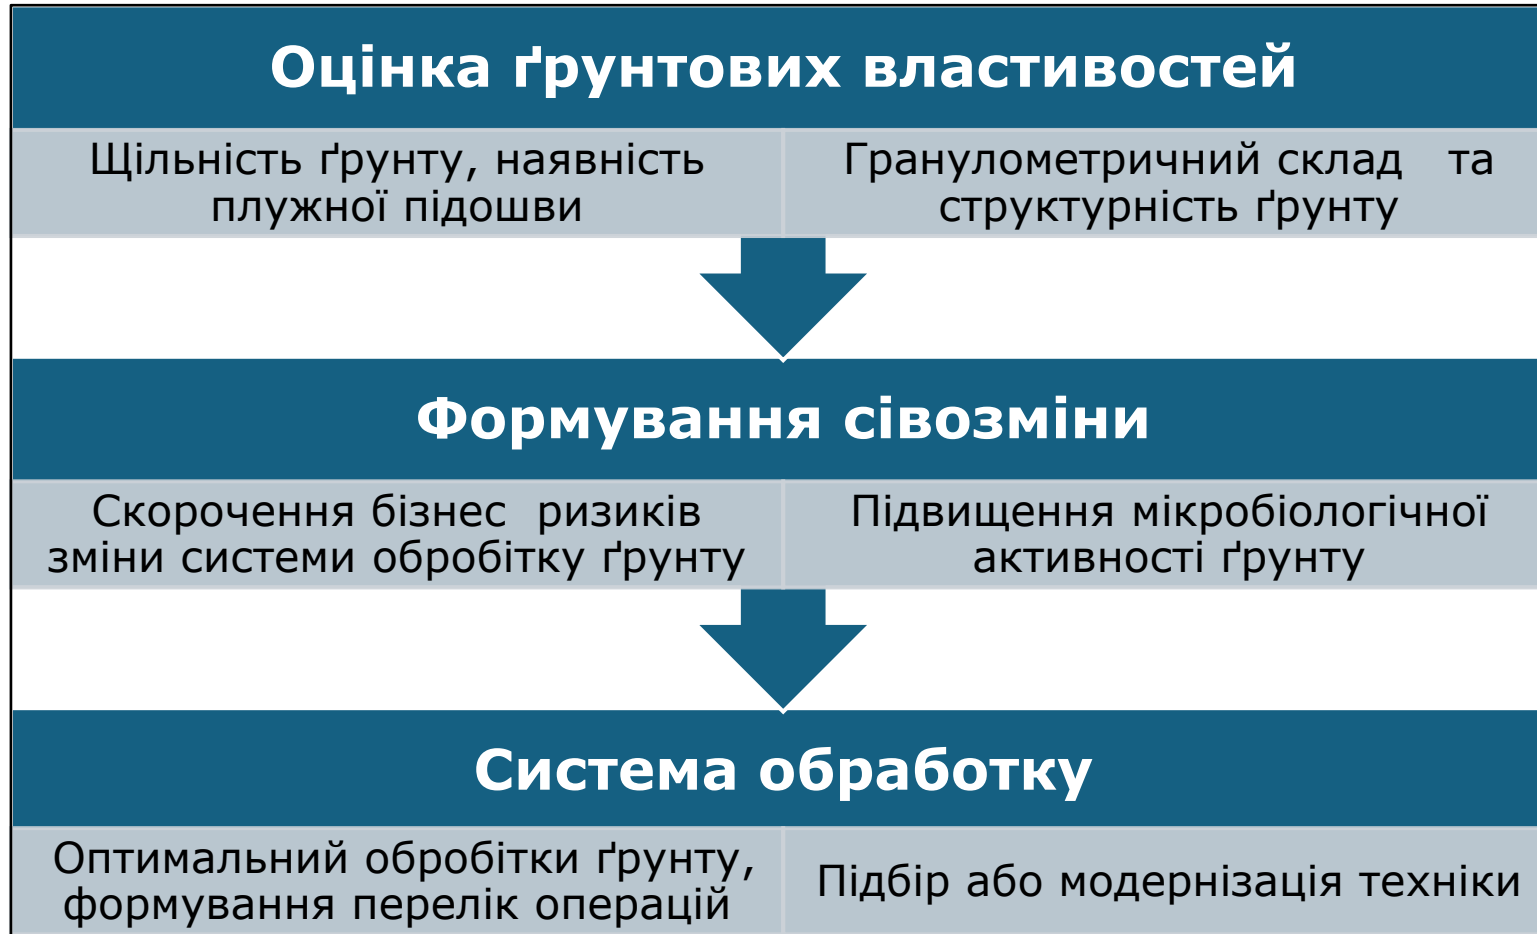 Оцінка ґрунтових властивостей
Щільність ґрунту, наявність
плужної підошви
Гранулометричний склад та
структурність ґрунту
Формування сівозміни
Скорочення бізнес ризиків
зміни системи обробітку ґрунту
Підвищення мікробіологічної
активності ґрунту
Система обработку
Оптимальний обробітки ґрунту,
формування перелік операцій
Підбір або модернізація техніки